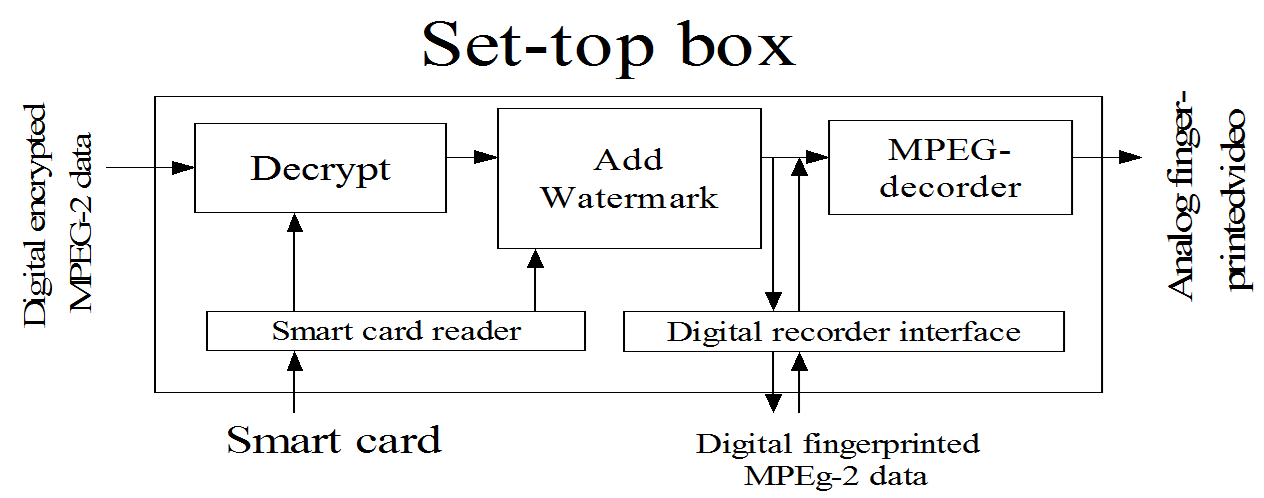 Set-top box
Digital encrypted
MPEG-2 data
Decrypt
Add
Watermark
MPEG-
decorder
Analog finger-
printedvideo
Smart card reader
Digital recorder interface
Smart card
Digital fingerprinted
MPEg-2 data